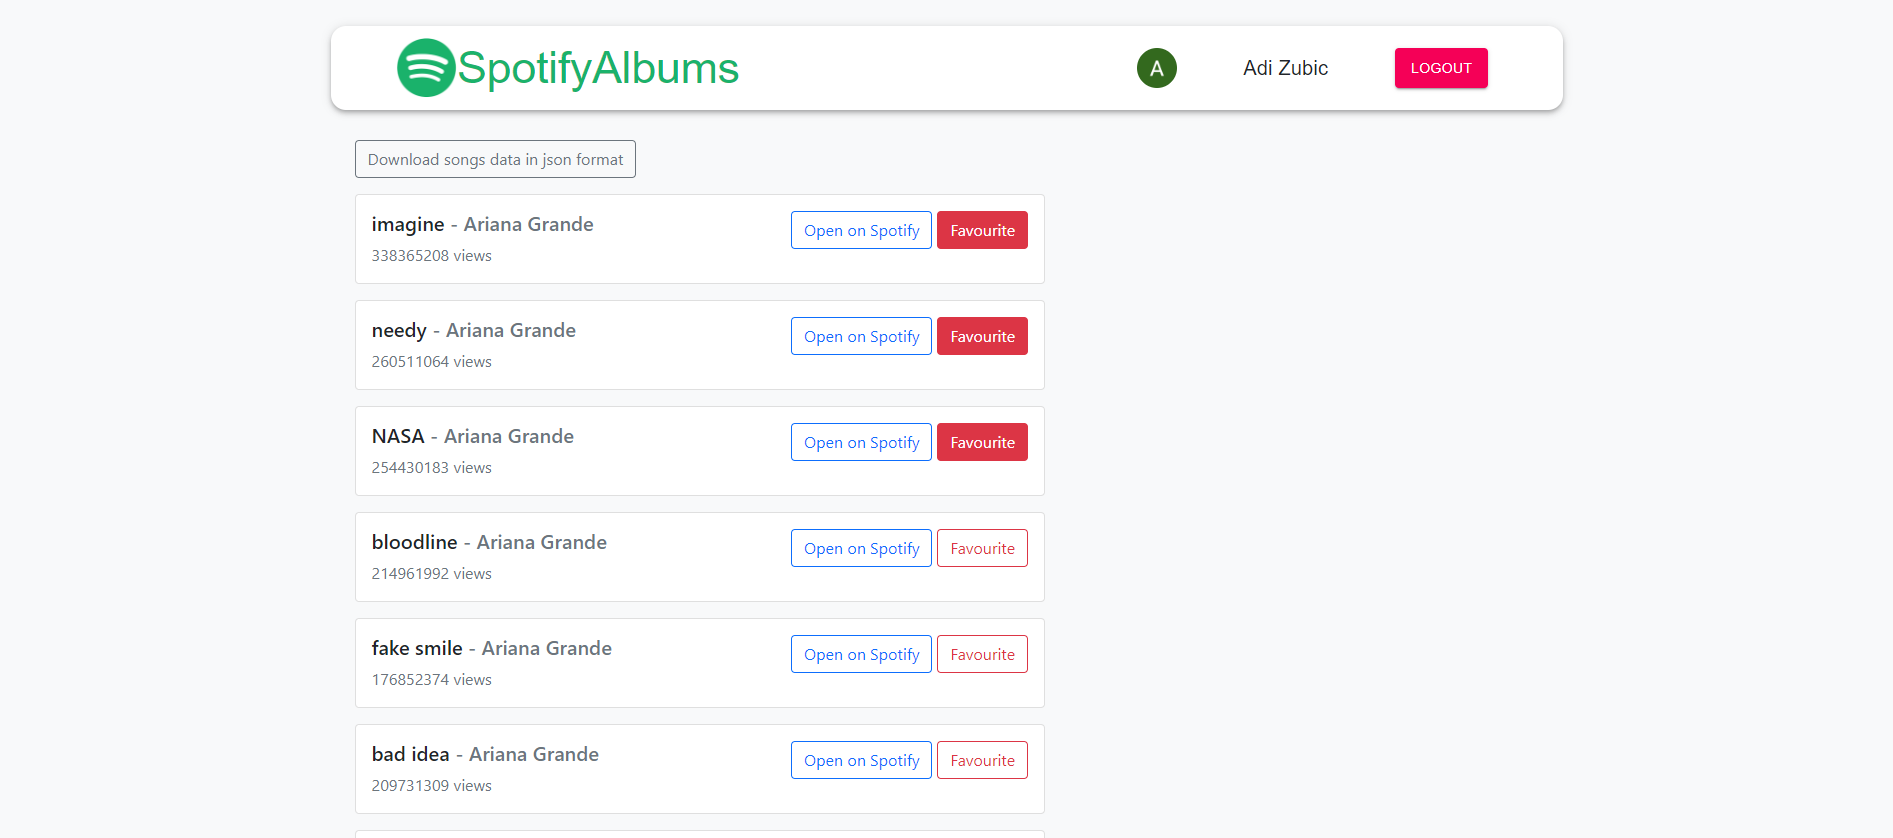 SpotifyAlbums
A
Adi Zubic
LOGOUT
Download songs data in json format
imagine - Ariana Grande
338365208 views
Open on Spotify
Favourite
needy - Ariana Grande
260511064 views
Open on Spotify
Favourite
NASA - Ariana Grande
254430183 views
Open on Spotify
Favourite
bloodline - Ariana Grande
214961992 views
Open on Spotify
Favourite
fake smile - Ariana Grande
176852374 views
Open on Spotify
Favourite
bad idea - Ariana Grande
209731309 views
Open on Spotify
Favourite